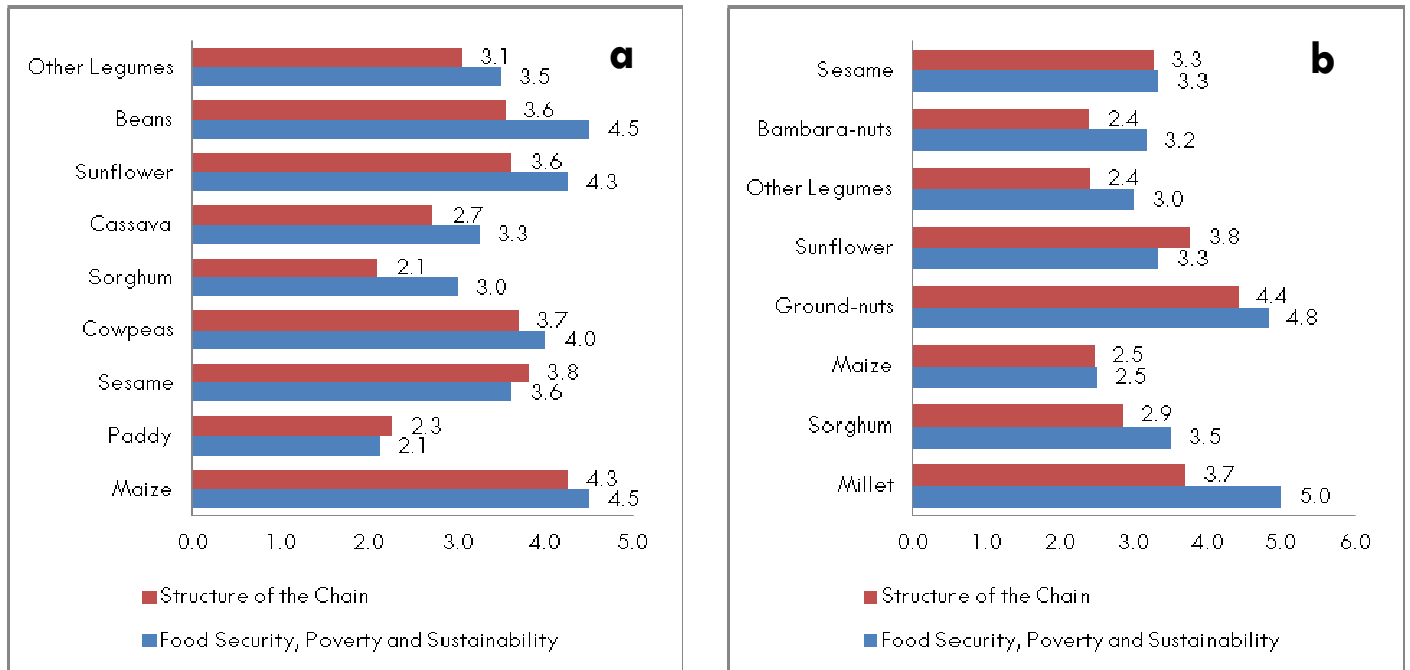 a
Other Legumes 3.1
3.5
Beans 3.6
4.5
Sunflower 3.6
4.3
Cassava 2.7
3.3
Sorghum 2.1
3.0
Cowpeas 3.7
4.0
Sesame 3.8
3.6
Paddy 2.3
2.1
Maize 4.3
4.5
0.0 1.0 2.0 3.0 4.0 5.0
Structure of the Chain
Food Security, Poverty and Sustainability
b
Sesame 3.3
3.3
Bambara-nuts 2.4
3.2
Other Legumes 2.4
3.0
Sunflower 3.8
3.3
Ground-nuts 4.4
4.8
Maize 2.5
2.5
Sorghum 2.9
3.5
Millet 3.7
5.0
0.0 1.0 2.0 3.0 4.0 5.0 6.0
Structure of the Chain
Food Security, Poverty and Sustainability